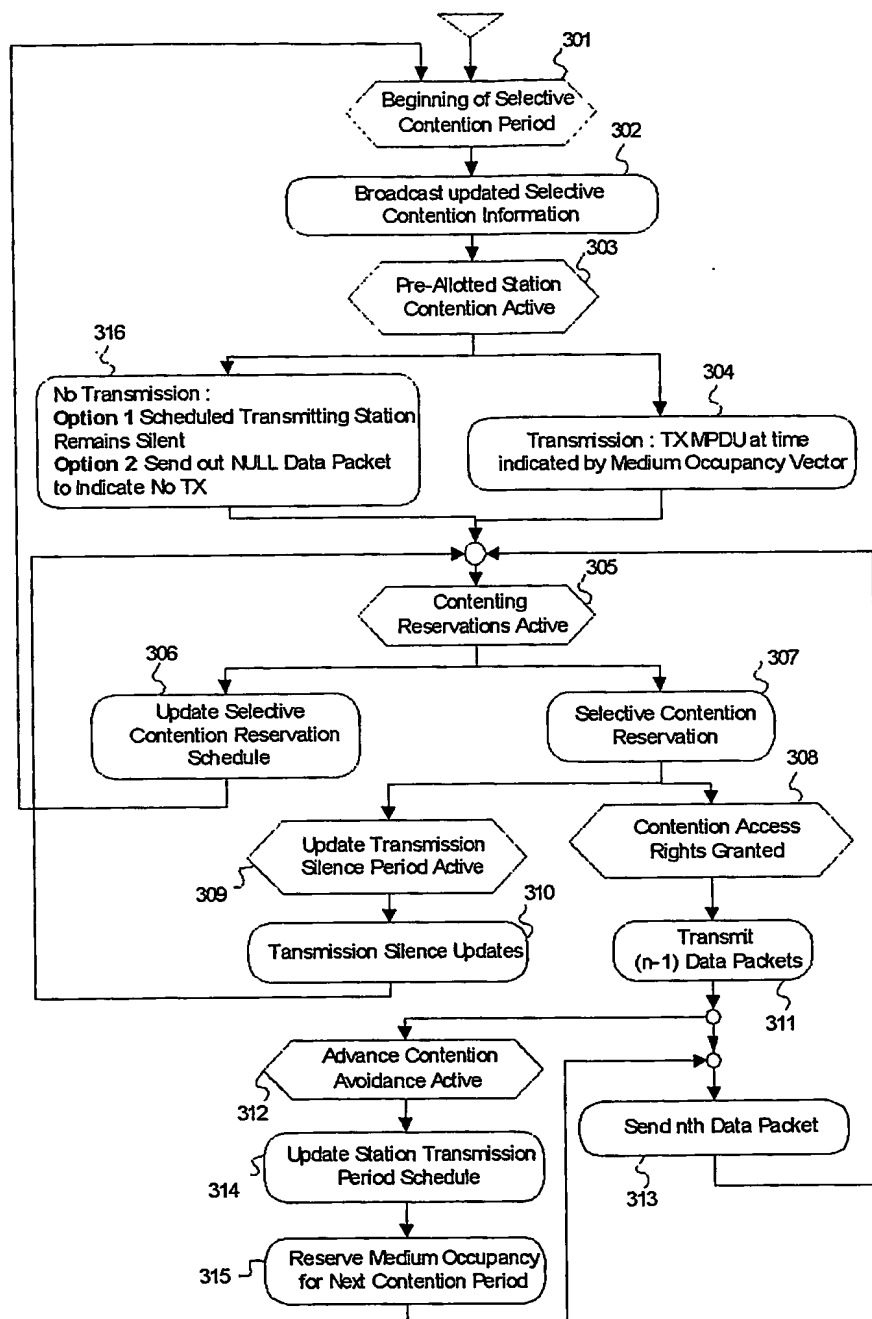 301
Beginning of Selective
Contention Period
302
Broadcast updated Selective
Contention Information
303
Pre-Allotted Station
Contention Active
316
No Transmission :
Option 1 Scheduled Transmitting Station
Remains Silent
Option 2 Send out NULL Data Packet
to Indicate No TX
304
Transmission : TX MPDU at time
indicated by Medium Occupancy Vector
305
Contenting
Reservations Active
306
Update Selective
Contention Reservation
Schedule
307
Selective Contention
Reservation
308
Contention Access
Rights Granted
Update Transmission
Silence Period Active
309
310
Tansmission Silence Updates
Transmit
(n-1) Data Packets
311
Advance Contention
Avoidance Active
312
Send nth Data Packet
313
Update Station Transmission
Period Schedule
314
Reserve Medium Occupancy
for Next Contention Period
315